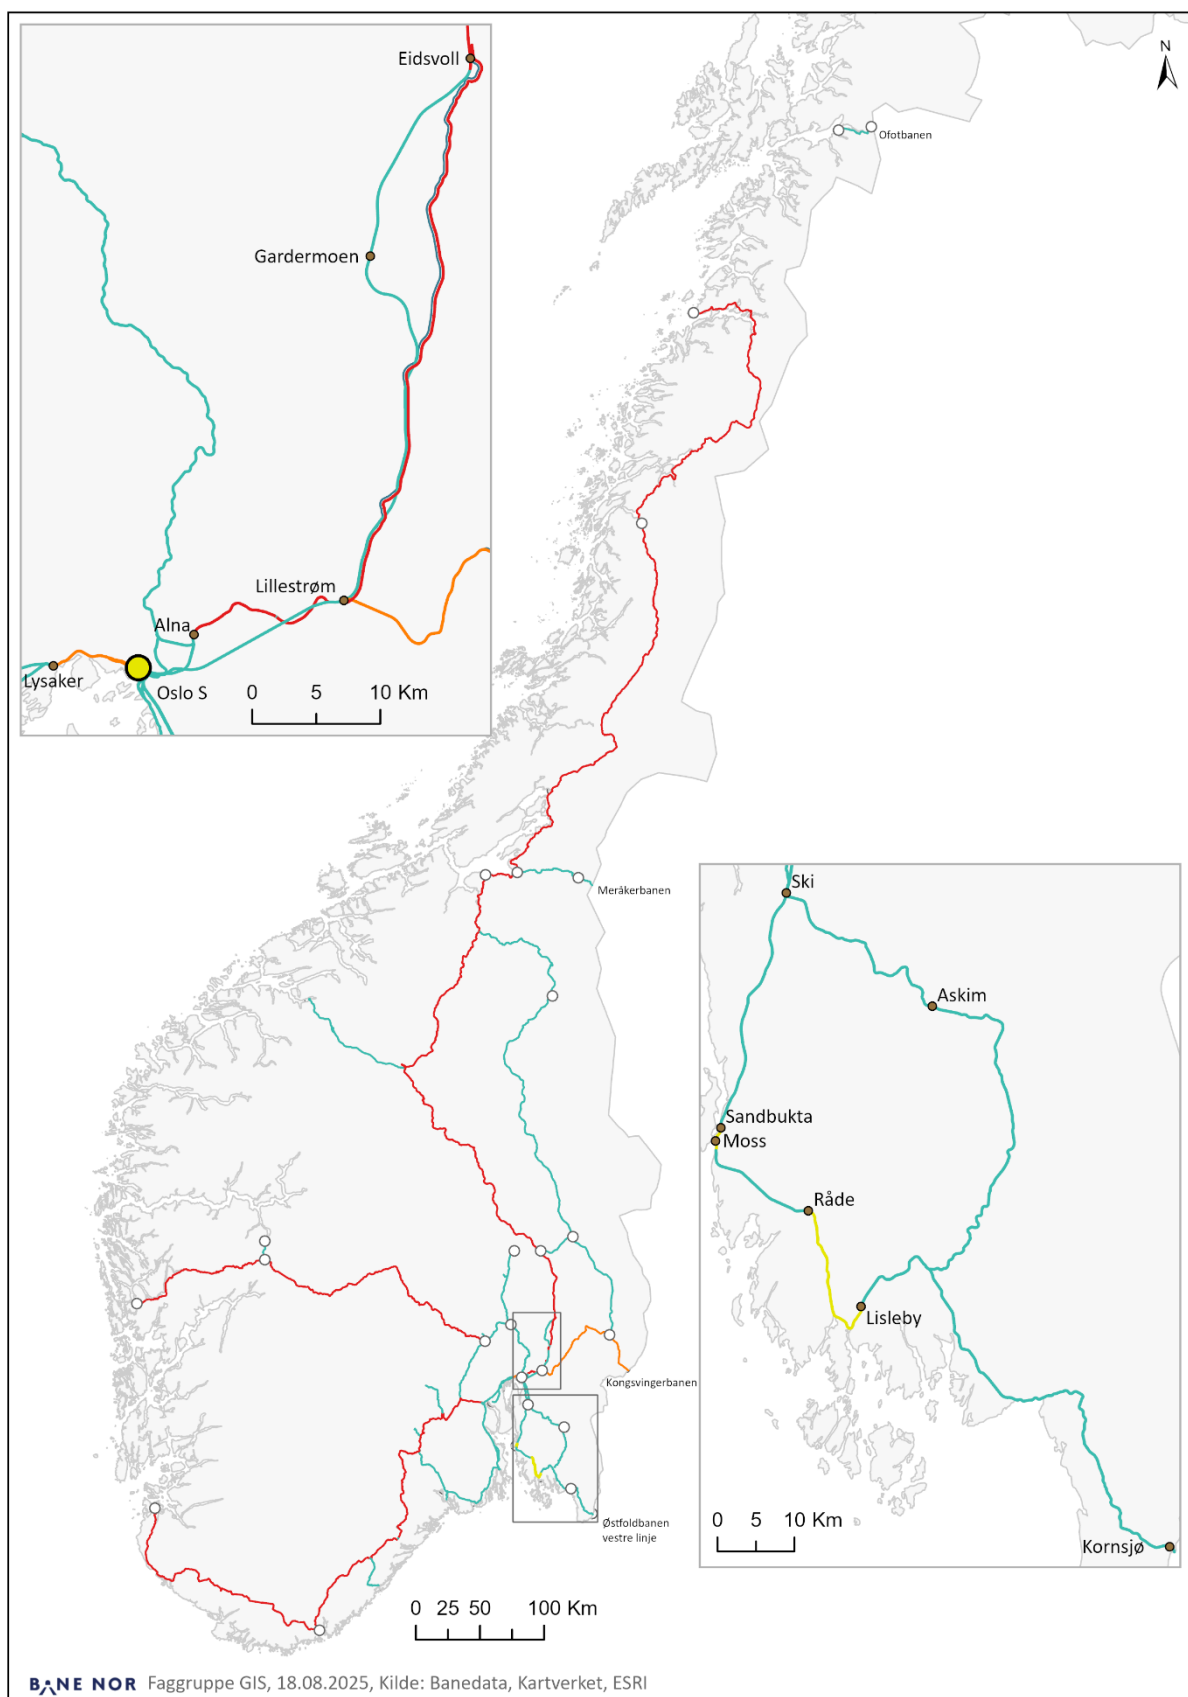 Eidsvoll
N
Ofotbanen
Gardermoen
Lillestrøm
Alna
Lysaker
Oslo S
0 5 10 Km
Meråkerbanen
Ski
Askim
Sandbukta
Moss
Råde
Lisleby
Kongsvingerbanen
Østfoldbanen
vestre linje
0 5 10 Km
Kornsjø
0 25 50 100 Km
BANE NOR Faggruppe GIS, 18.08.2025, Kilde: Banedata, Kartverket, ESRI